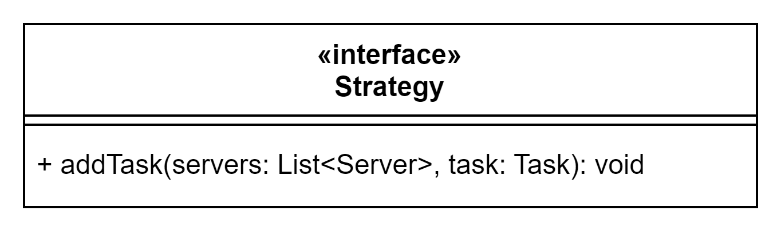 «interface»
Strategy
+ addTask(servers: List<Server>, task: Task): void